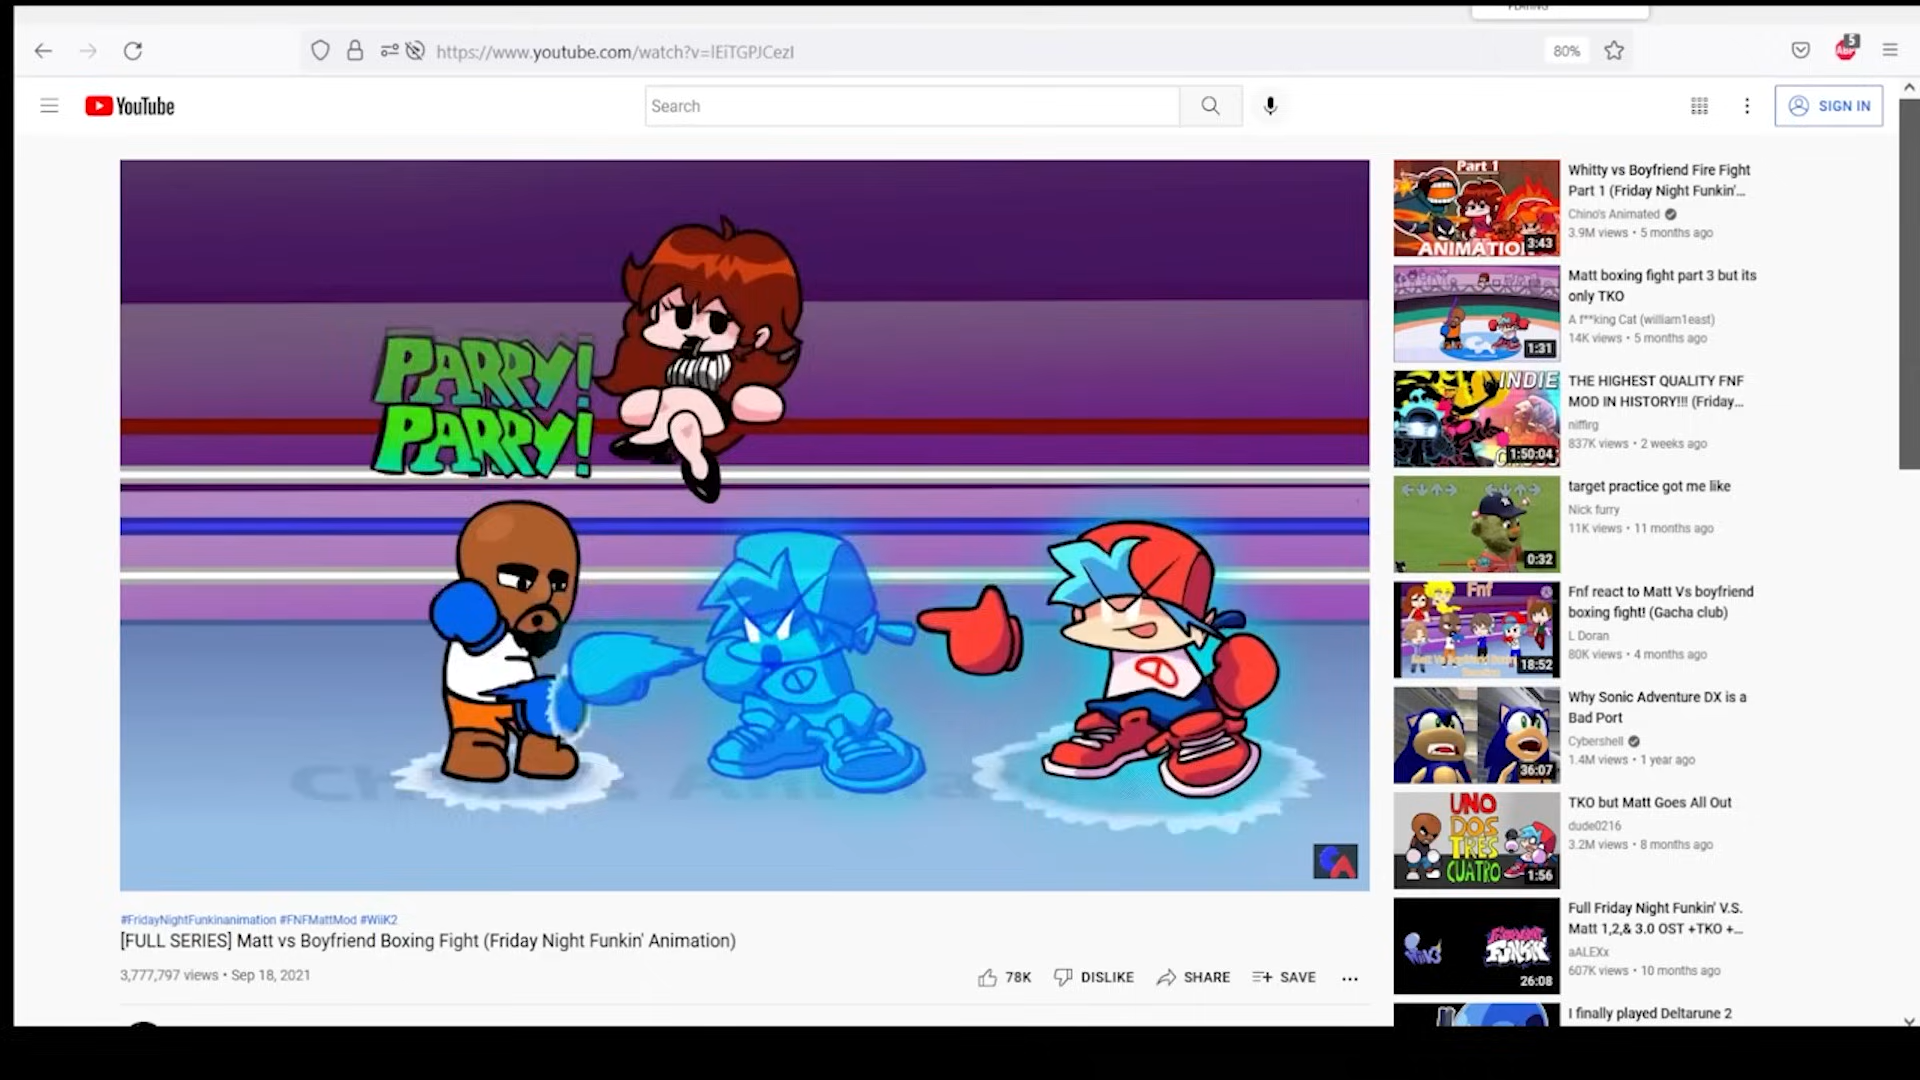 https://www.youtube.com/watch?v=lEiTGPJCezI
80%
5
ABP
YouTube
Search
SIGN IN
PARRY!
PARRY!
CA
#FridayNightFunkinanimation #FNFMattMod #WiiK2
[FULL SERIES] Matt vs Boyfriend Boxing Fight (Friday Night Funkin' Animation)
3,777,797 views • Sep 18, 2021
78K
DISLIKE
SHARE
SAVE
Part 1
ANIMATIO
3:43
Whitty vs Boyfriend Fire Fight
Part 1 (Friday Night Funkin'...
Chino's Animated
3.9M views • 5 months ago
1:31
Matt boxing fight part 3 but its
only TKO
A f**king Cat (william1east)
14K views • 5 months ago
INDIE
1:50:04
THE HIGHEST QUALITY FNF
MOD IN HISTORY!!! (Friday...
niffirg
837K views • 2 weeks ago
0:32
target practice got me like
Nick furry
11K views • 11 months ago
Fnf
18:52
Fnf react to Matt Vs boyfriend
boxing fight! (Gacha club)
L Doran
80K views • 4 months ago
36:07
Why Sonic Adventure DX is a
Bad Port
Cybershell
1.4M views • 1 year ago
UNO
DOS
TRES
CUATRO
1:56
TKO but Matt Goes All Out
dude0216
3.2M views • 8 months ago
WiiK3
FRIDAY NIGHT
FUNKIN
26:08
Full Friday Night Funkin' V.S.
Matt 1,2,& 3.0 OST +TKO +...
aALEXx
607K views • 10 months ago
I finally played Deltarune 2